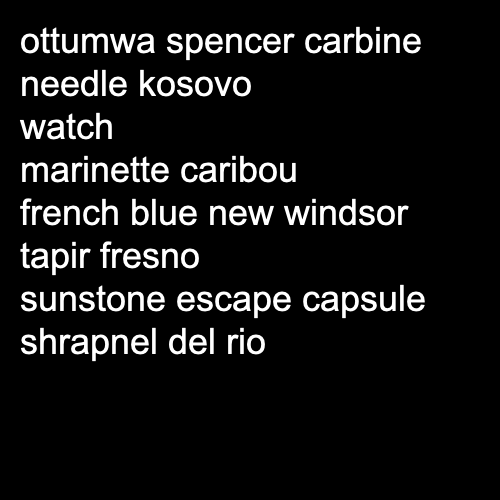 ottumwa spencer carbine
needle kosovo
watch
marinette caribou
french blue new windsor
tapir fresno
sunstone escape capsule
shrapnel del rio